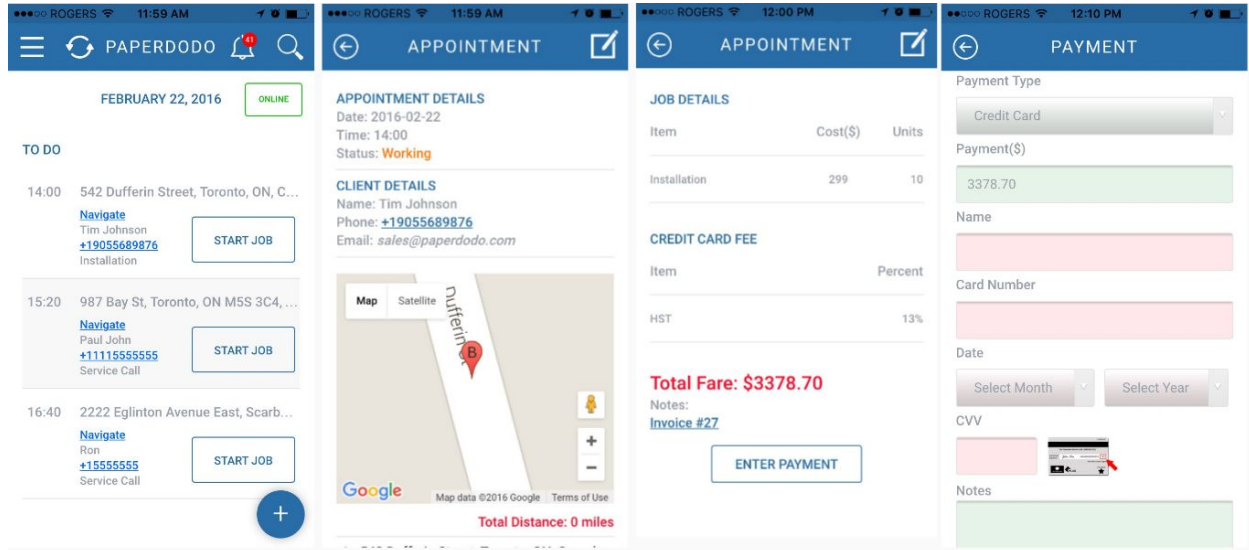 ROGERS 11:59 AM
PAPERDODO 41
FEBRUARY 22, 2016 ONLINE
TO DO
14:00 542 Dufferin Street, Toronto, ON, C...
Navigate
Tim Johnson
+19055689876
Installation
START JOB
15:20 987 Bay St, Toronto, ON M5S 3C4, ...
Navigate
Paul John
+11115555555
Service Call
START JOB
16:40 2222 Eglinton Avenue East, Scarb...
Navigate
Ron
+15555555
Service Call
START JOB
+
ROGERS 11:59 AM
APPOINTMENT
APPOINTMENT DETAILS
Date: 2016-02-22
Time: 14:00
Status: Working
CLIENT DETAILS
Name: Tim Johnson
Phone: +19055689876
Email: sales@paperdodo.com
Map Satellite
Dufferin St
B
+
−
Google Map data ©2016 Google Terms of Use
Total Distance: 0 miles
ROGERS 12:00 PM
APPOINTMENT
JOB DETAILS
Item Cost($) Units
Installation 299 10
CREDIT CARD FEE
Item Percent
HST 13%
Total Fare: $3378.70
Notes:
Invoice #27
ENTER PAYMENT
ROGERS 12:10 PM
PAYMENT
Payment Type
Credit Card
Payment($)
3378.70
Name
Card Number
Date
Select Month Select Year
CVV
Notes